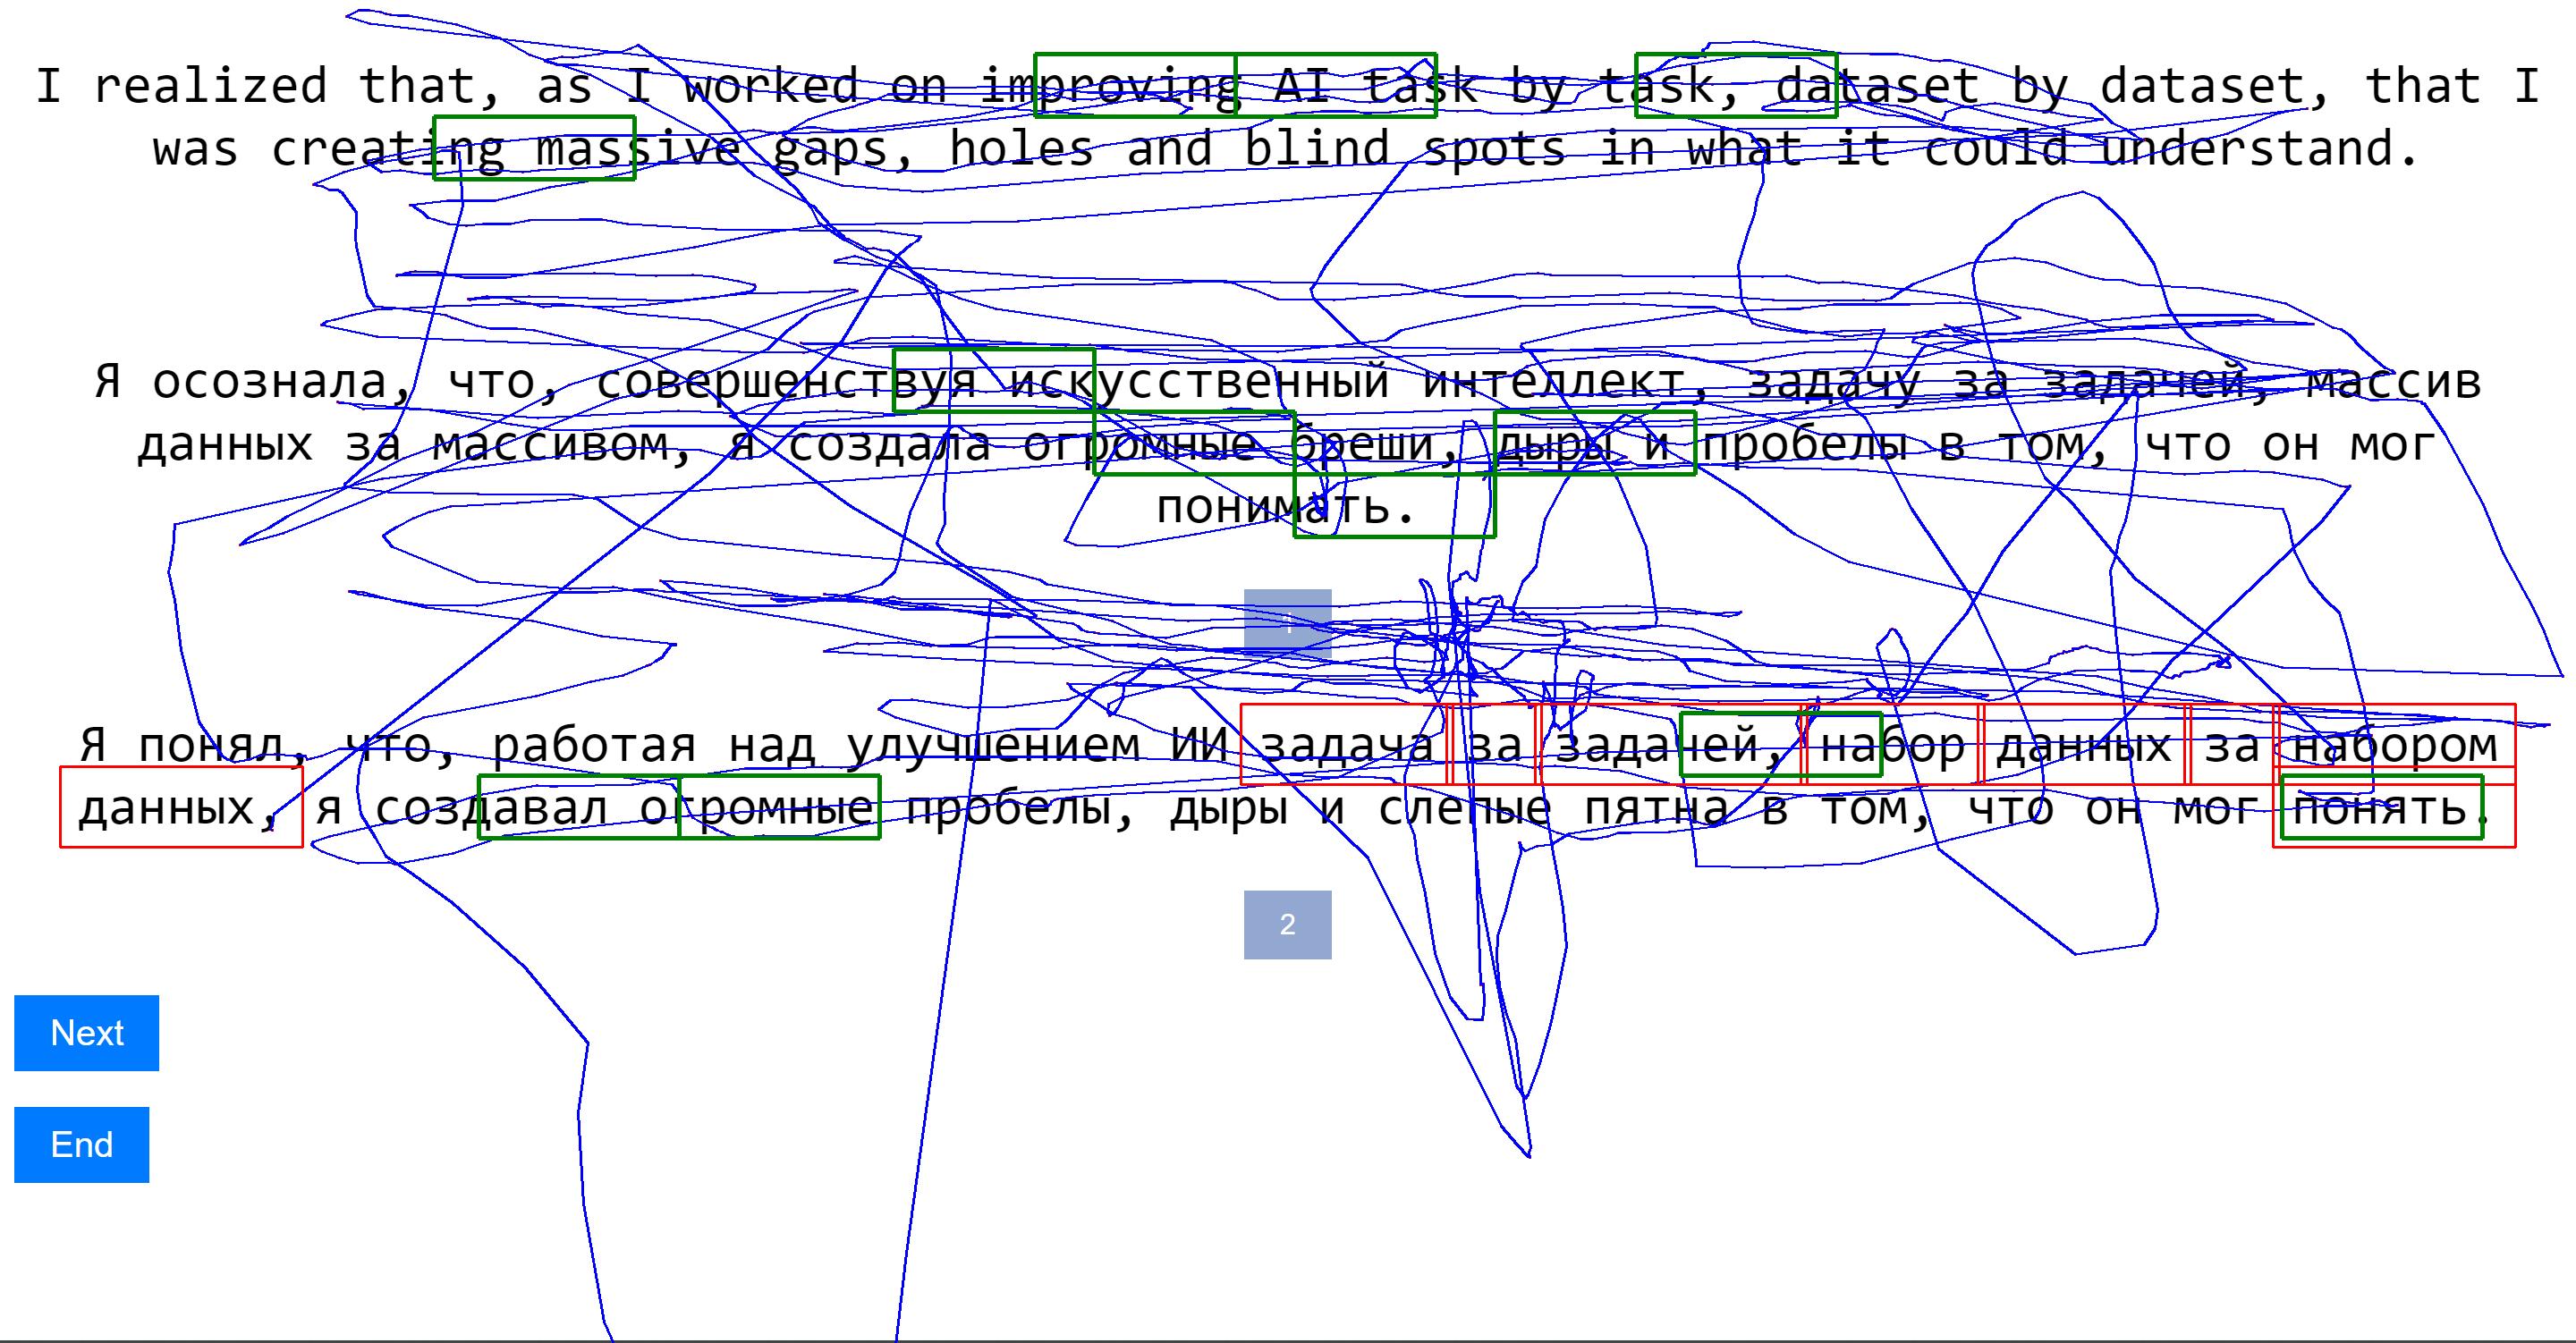 I realized that, as I worked on improving AI task by task, dataset by dataset, that I
was creating massive gaps, holes and blind spots in what it could understand.
Я осознала, что, совершенствуя искусственный интеллект, задачу за задачей, массив
данных за массивом, я создала огромные бреши, дыры и пробелы в том, что он мог
понимать.
1
Я понял, что, работая над улучшением ИИ задача за задачей, набор данных за набором
данных, я создавал огромные пробелы, дыры и слепые пятна в том, что он мог понять.
2
Next
End